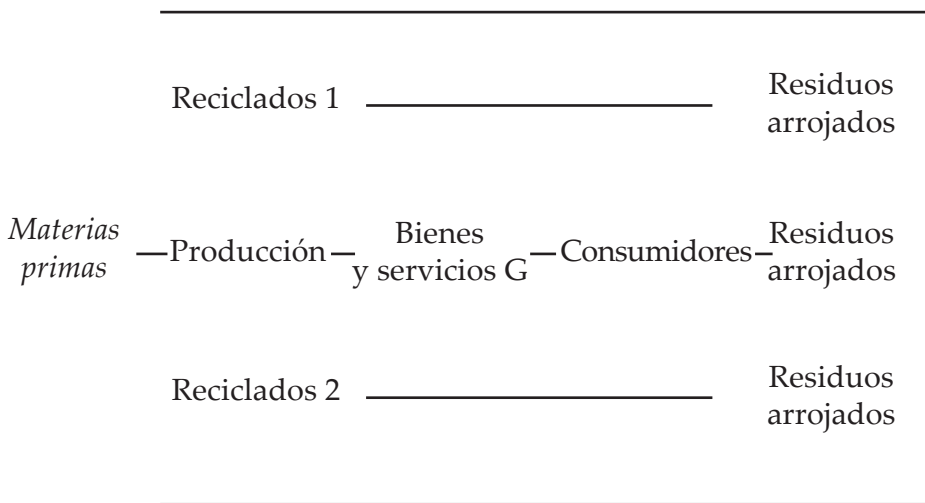 Reciclados 1 Residuos
arrojados
Materias
primas Producción Bienes
y servicios G Consumidores Residuos
arrojados
Reciclados 2 Residuos
arrojados